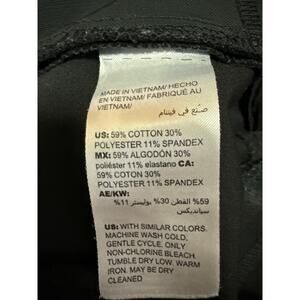 MADE IN VIETNAM/ HECHO
EN VIETNAM/ FABRIQUÉ AU
VIETNAM/
صنع في فيتنام
US: 59% COTTON 30%
POLYESTER 11% SPANDEX
MX: 59% ALGODÓN 30%
poliéster 11% elastano CA:
59% COTON 30%
POLYESTER 11% SPANDEX
AE/KW:
59% القطن 30% بوليستر 11%
سبانديكس
US: WITH SIMILAR COLORS.
MACHINE WASH COLD,
GENTLE CYCLE. ONLY
NON-CHLORINE BLEACH.
TUMBLE DRY LOW. WARM
IRON. MAY BE DRY
CLEANED